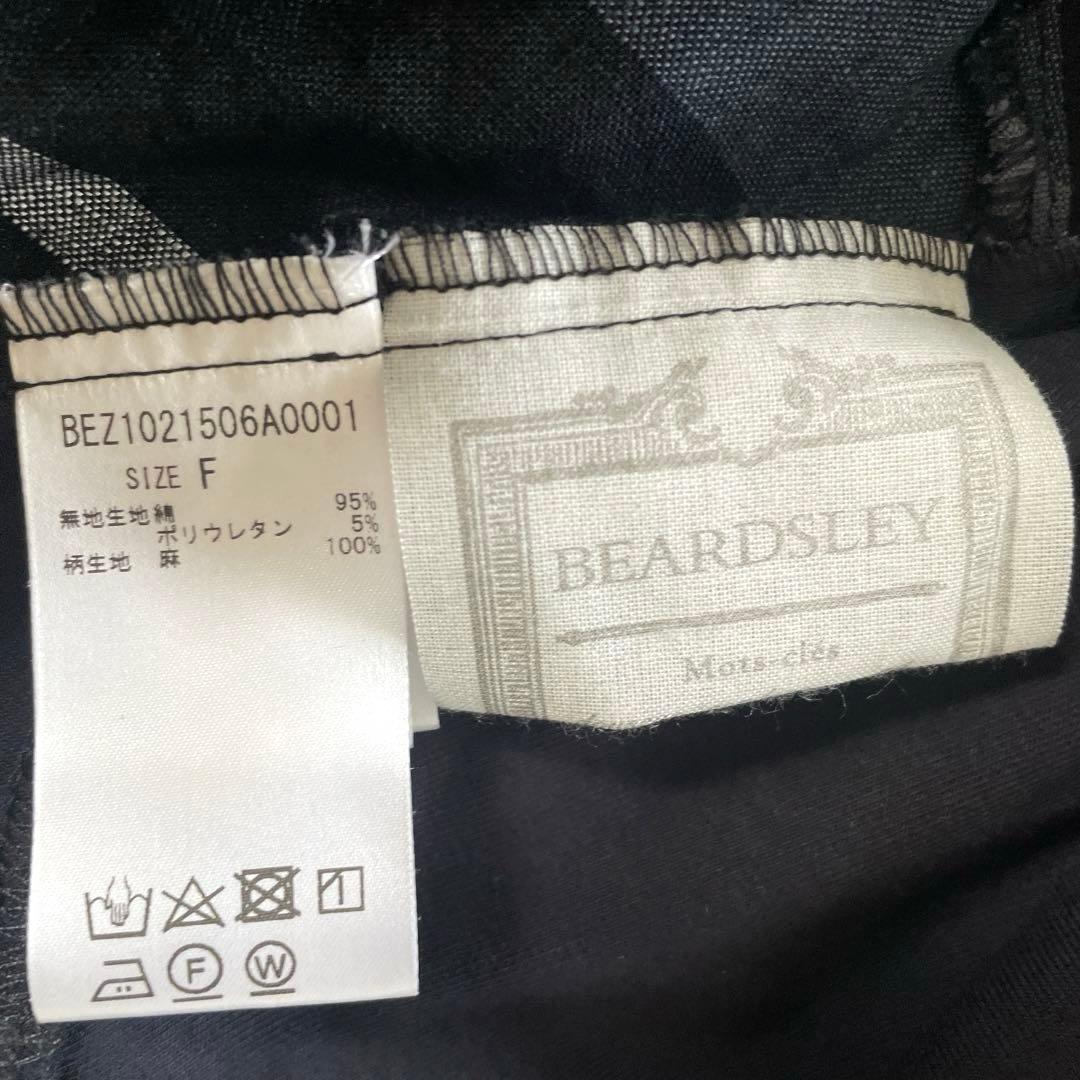 BEZ1021506A0001
SIZE F
無地生地綿 95%
ポリウレタン 5%
柄生地 麻 100%
F W
BEARDSLEY
Mots-clés